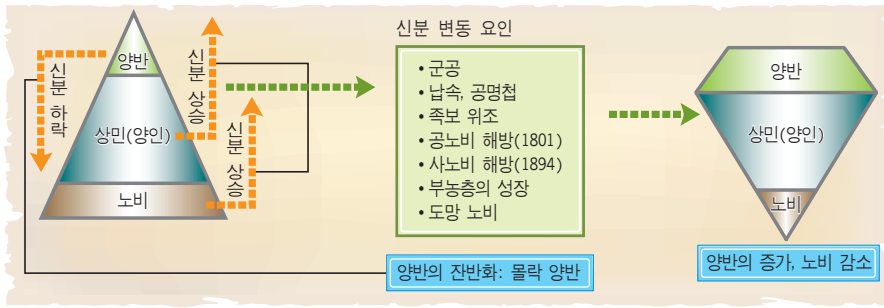 양반
상민(양인)
노비
신분 하락
신분 상승
신분 상승
신분 변동 요인
• 군공
• 납속, 공명첩
• 족보 위조
• 공노비 해방(1801)
• 사노비 해방(1894)
• 부농층의 성장
• 도망 노비
양반의 잔반화: 몰락 양반
양반
상민(양인)
노비
양반의 증가, 노비 감소